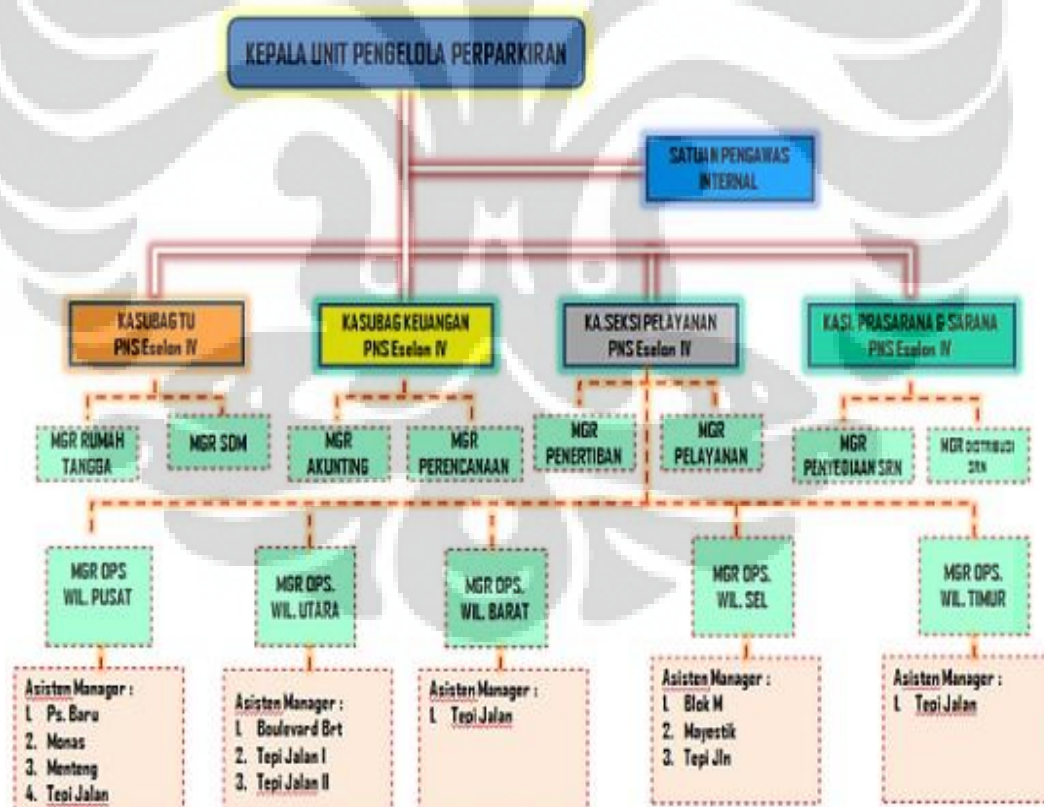 KEPALA UNIT PENGELOLA PERPARKIRAN
SATUAN PENGAWAS
INTERNAL
KASUBAG TU
PNS Eselon IV
KASUBAG KEUANGAN
PNS Eselon IV
KA.SEKSI PELAYANAN
PNS Eselon IV
KASI. PRASARANA & SARANA
PNS Eselon IV
MGR RUMAH
TANGGA
MGR SDM
MGR
AKUNTING
MGR
PERENCANAAN
MGR
PENERTIBAN
MGR
PELAYANAN
MGR
PENYEDIAAN SRN
MGR DISTRIBUSI
SRN
MGR OPS
WIL. PUSAT
MGR OPS.
WIL. UTARA
MGR OPS.
WIL. BARAT
MGR OPS.
WIL. SEL
MGR OPS.
WIL. TIMUR
Asisten Manager :
1. Ps. Baru
2. Monas
3. Menteng
4. Tepi Jalan
Asisten Manager :
1. Boulevard Brt
2. Tepi Jalan I
3. Tepi Jalan II
Asisten Manager :
1. Tepi Jalan
Asisten Manager :
1. Blok M
2. Mayestik
3. Tepi Jln
Asisten Manager :
1. Tepi Jalan